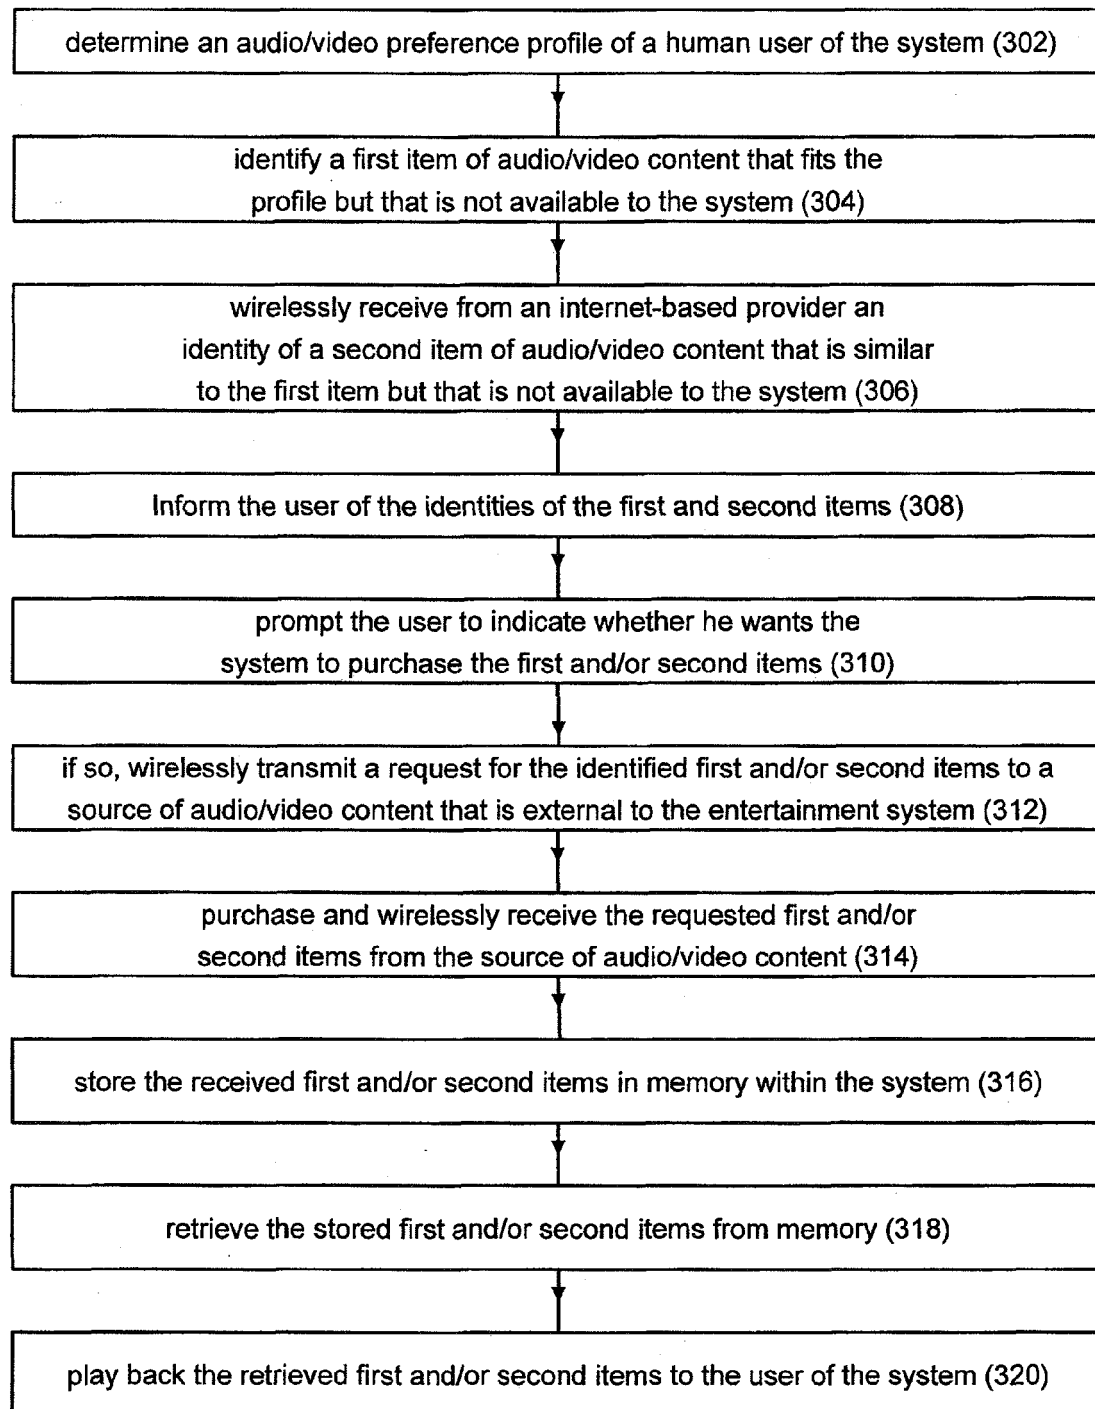 determine an audio/video preference profile of a human user of the system (302)
identify a first item of audio/video content that fits the
profile but that is not available to the system (304)
wirelessly receive from an internet-based provider an
identity of a second item of audio/video content that is similar
to the first item but that is not available to the system (306)
Inform the user of the identities of the first and second items (308)
prompt the user to indicate whether he wants the
system to purchase the first and/or second items (310)
if so, wirelessly transmit a request for the identified first and/or second items to a
source of audio/video content that is external to the entertainment system (312)
purchase and wirelessly receive the requested first and/or
second items from the source of audio/video content (314)
store the received first and/or second items in memory within the system (316)
retrieve the stored first and/or second items from memory (318)
play back the retrieved first and/or second items to the user of the system (320)